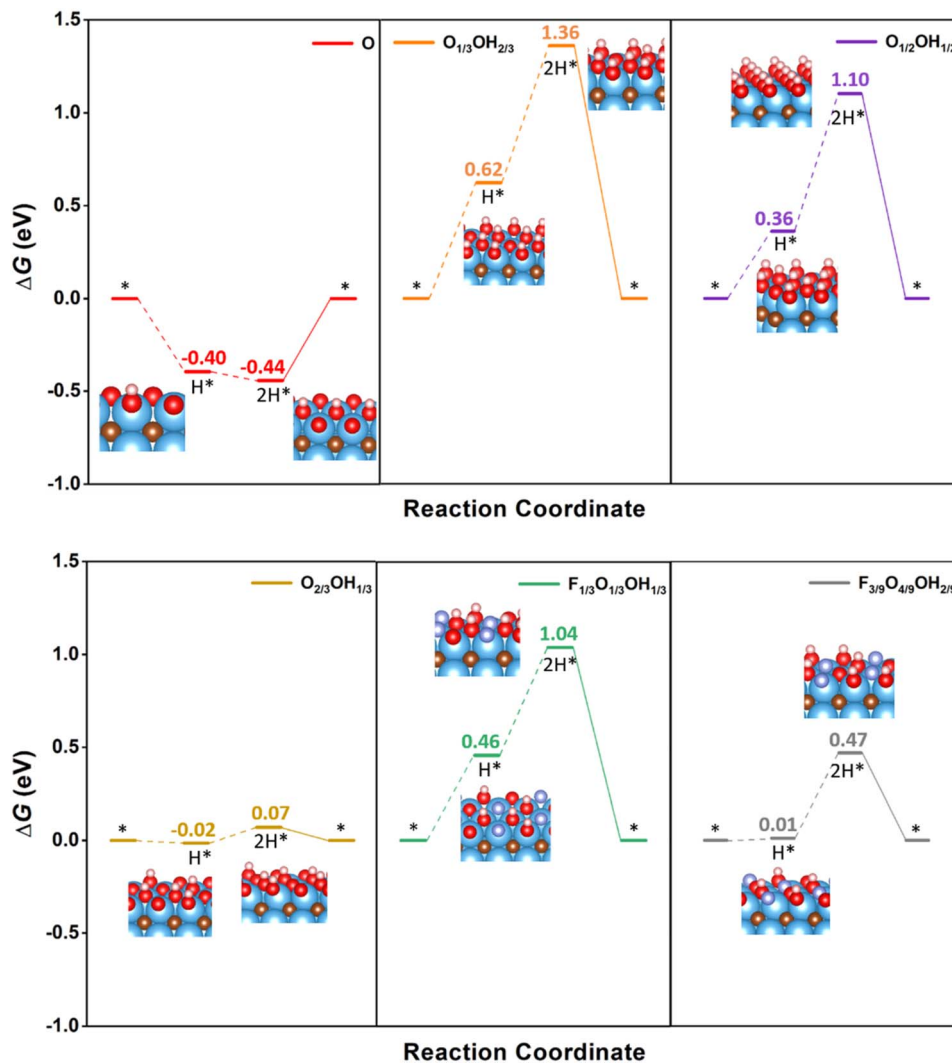 1.5
1.0
0.5
0.0
-0.5
-1.0
ΔG (eV)
O
*
-0.40
H*
-0.44
2H*
*
O1/3OH2/3
1.36
2H*
0.62
H*
*
*
O1/2OH1/2
1.10
2H*
0.36
H*
*
*
Reaction Coordinate
1.5
1.0
0.5
0.0
-0.5
-1.0
ΔG (eV)
O2/3OH1/3
*
-0.02
H*
0.07
2H*
*
F1/3O1/3OH1/3
1.04
2H*
0.46
H*
*
*
F3/9O4/9OH2/9
0.47
2H*
0.01
H*
*
*
Reaction Coordinate